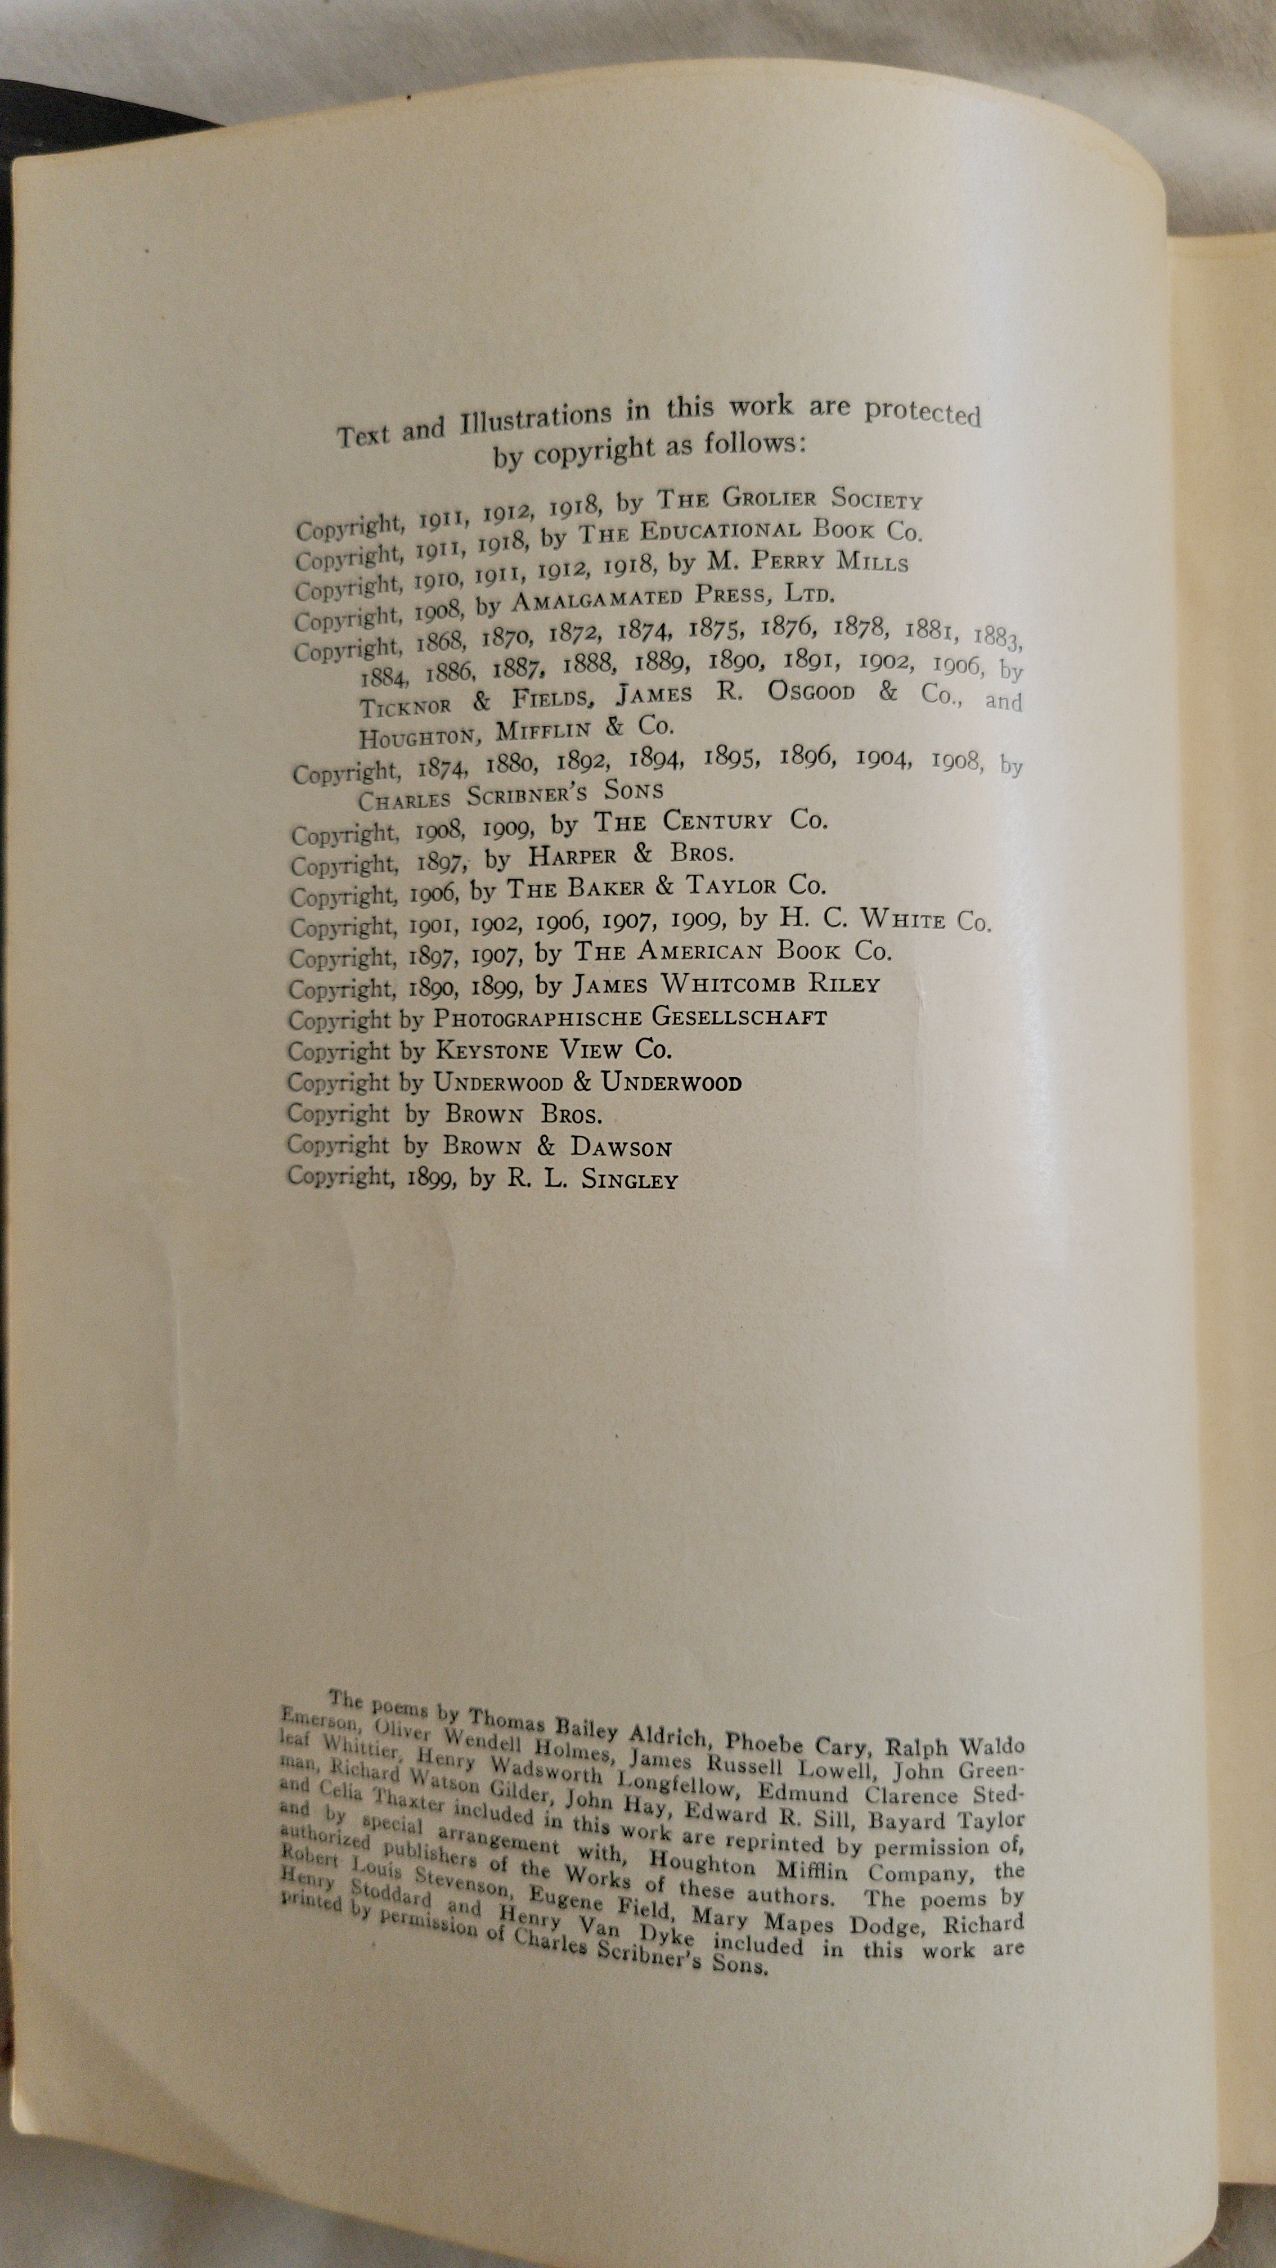 Text and Illustrations in this work are protected
by copyright as follows:
Copyright, 1911, 1912, 1918, by THE GROLIER SOCIETY
Copyright, 1911, 1918, by THE EDUCATIONAL BOOK CO.
Copyright, 1910, 1911, 1912, 1918, by M. PERRY MILLS
Copyright, 1908, by AMALGAMATED PRESS, LTD.
Copyright, 1868, 1870, 1872, 1874, 1875, 1876, 1878, 1881, 1883,
1884, 1886, 1887, 1888, 1889, 1890, 1891, 1902, 1906, by
TICKNOR & FIELDS, JAMES R. OSGOOD & CO., and
HOUGHTON, MIFFLIN & CO.
Copyright, 1874, 1880, 1892, 1894, 1895, 1896, 1904, 1908, by
CHARLES SCRIBNER'S SONS
Copyright, 1908, 1909, by THE CENTURY CO.
Copyright, 1897, by HARPER & BROS.
Copyright, 1906, by THE BAKER & TAYLOR CO.
Copyright, 1901, 1902, 1906, 1907, 1909, by H. C. WHITE CO.
Copyright, 1897, 1907, by THE AMERICAN BOOK CO.
Copyright, 1890, 1899, by JAMES WHITCOMB RILEY
Copyright by PHOTOGRAPHISCHE GESELLSCHAFT
Copyright by KEYSTONE VIEW CO.
Copyright by UNDERWOOD & UNDERWOOD
Copyright by BROWN BROS.
Copyright by BROWN & DAWSON
Copyright, 1899, by R. L. SINGLEY
The poems by Thomas Bailey Aldrich, Phoebe Cary, Ralph Waldo
Emerson, Oliver Wendell Holmes, James Russell Lowell, John Green-
leaf Whittier, Henry Wadsworth Longfellow, Edmund Clarence Sted-
man, Richard Watson Gilder, John Hay, Edward R. Sill, Bayard Taylor
and Celia Thaxter included in this work are reprinted by permission of,
and by special arrangement with, Houghton Mifflin Company, the
authorized publishers of the Works of these authors. The poems by
Robert Louis Stevenson, Eugene Field, Mary Mapes Dodge, Richard
Henry Stoddard and Henry Van Dyke included in this work are
printed by permission of Charles Scribner's Sons.